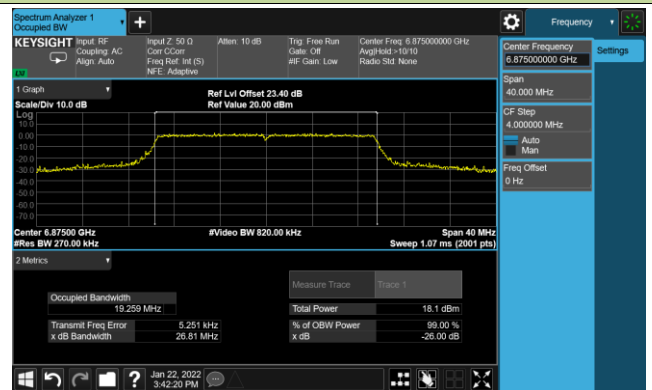 Spectrum Analyzer 1
Occupied BW
Frequency
KEYSIGHT
Input: RF
Coupling: AC
Align: Auto
Input Z: 50 Ω
Corr CCorr
Freq Ref: Int (S)
NFE: Adaptive
Atten: 10 dB
Trig: Free Run
Gate: Off
#IF Gain: Low
Center Freq: 6.875000000 GHz
Avg|Hold:>10/10
Radio Std: None
Center Frequency
6.875000000 GHz
Settings
Span
40.000 MHz
CF Step
4.000000 MHz
Auto
Man
Freq Offset
0 Hz
1 Graph
Scale/Div 10.0 dB
Ref Lvl Offset 23.40 dB
Ref Value 20.00 dBm
Log
10.0
0.00
-10.0
-20.0
-30.0
-40.0
-50.0
-60.0
-70.0
Center 6.87500 GHz
#Video BW 820.00 kHz
Span 40 MHz
#Res BW 270.00 kHz
Sweep 1.07 ms (2001 pts)
2 Metrics
Measure Trace
Trace 1
Occupied Bandwidth
19.259 MHz
Total Power
18.1 dBm
Transmit Freq Error
5.251 kHz
% of OBW Power
99.00 %
x dB Bandwidth
26.81 MHz
x dB
-26.00 dB
Jan 22, 2022
3:42:20 PM